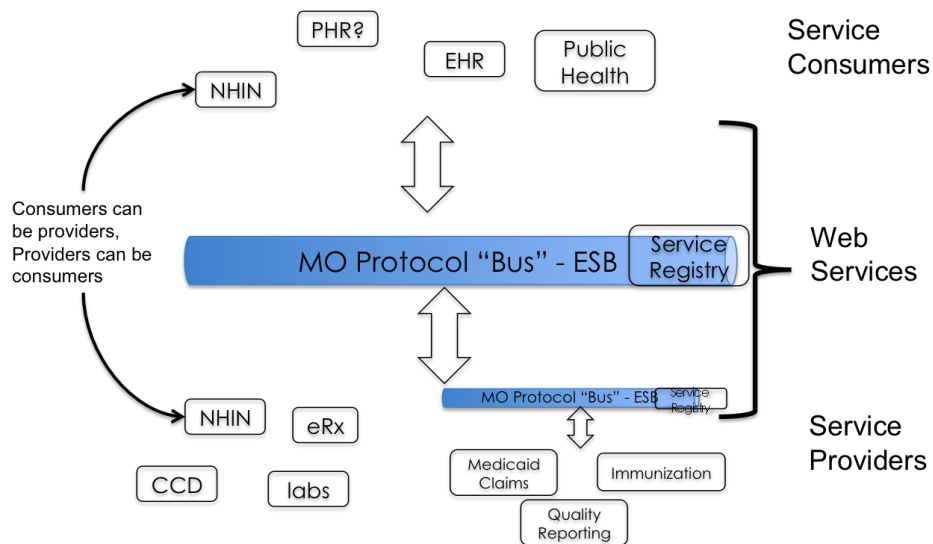 PHR?
EHR
Public
Health
NHIN
Service
Consumers
Consumers can
be providers,
Providers can be
consumers
MO Protocol “Bus” - ESB
Service
Registry
Web
Services
MO Protocol “Bus” - ESB
Service
Registry
NHIN
eRx
CCD
labs
Medicaid
Claims
Immunization
Quality
Reporting
Service
Providers